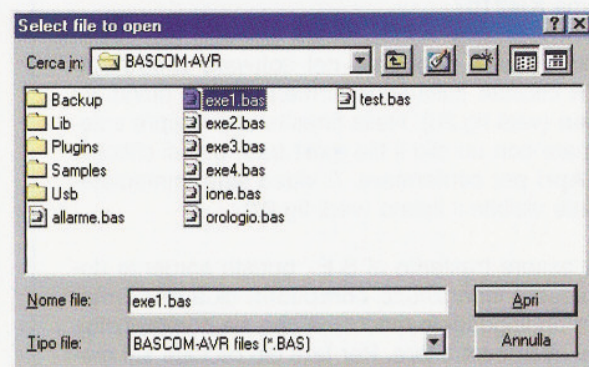 Select file to open
Cerca in: BASCOM-AVR
Backup
Lib
Plugins
Samples
Usb
allarme.bas
exe1.bas
exe2.bas
exe3.bas
exe4.bas
ione.bas
orologio.bas
test.bas
Nome file: exe1.bas
Apri
Tipo file: BASCOM-AVR files (*.BAS)
Annulla